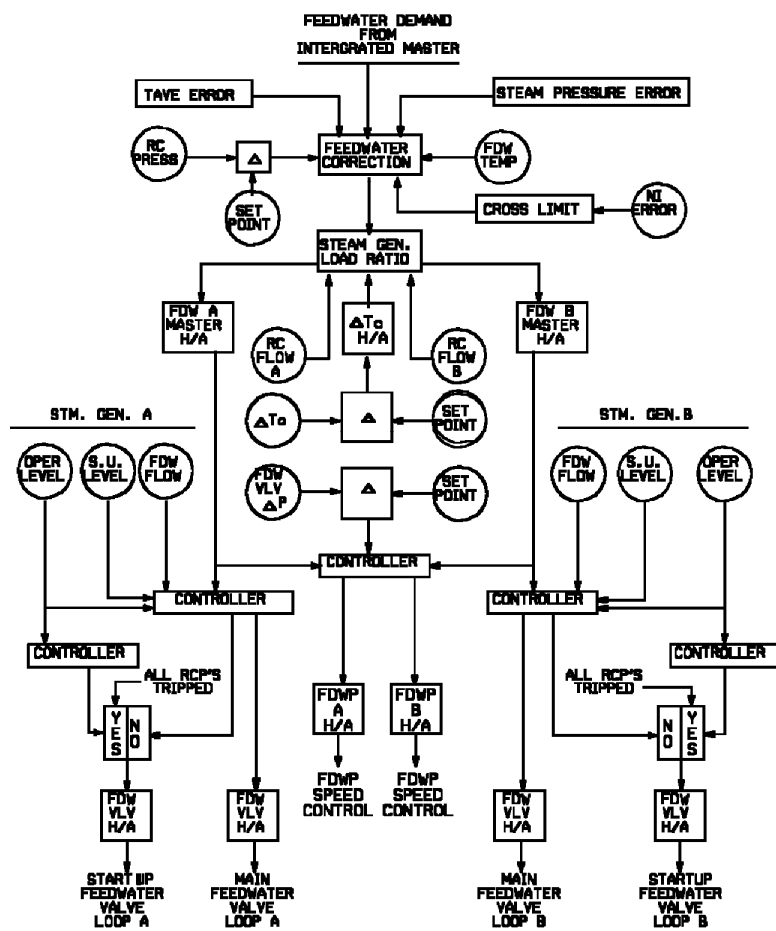 FEEDWATER DEMAND
FROM
INTERGRATED MASTER
TAVE ERROR
STEAM PRESSURE ERROR
RC
PRESS
Δ
FEEDWATER
CORRECTION
FDW
TEMP
SET
POINT
CROSS LIMIT
NI
ERROR
STEAM GEN.
LOAD RATIO
FDW A
MASTER
H/A
ΔTc
H/A
FDW B
MASTER
H/A
RC
FLOW
A
RC
FLOW
B
ΔTc
Δ
SET
POINT
STM. GEN. A
STM. GEN.B
OPER
LEVEL
S.U.
LEVEL
FDW
FLOW
FDW
VLV
ΔP
Δ
SET
POINT
FDW
FLOW
S.U.
LEVEL
OPER
LEVEL
CONTROLLER
CONTROLLER
CONTROLLER
CONTROLLER
CONTROLLER
ALL RCP'S
TRIPPED
ALL RCP'S
TRIPPED
YES
NO
FDWP
A
H/A
FDWP
B
H/A
NO
YES
FDWP
SPEED
CONTROL
FDWP
SPEED
CONTROL
FDW
VLV
H/A
FDW
VLV
H/A
FDW
VLV
H/A
FDW
VLV
H/A
START UP
FEEDWATER
VALVE
LOOP A
MAIN
FEEDWATER
VALVE
LOOP A
MAIN
FEEDWATER
VALVE
LOOP B
STARTUP
FEEDWATER
VALVE
LOOP B